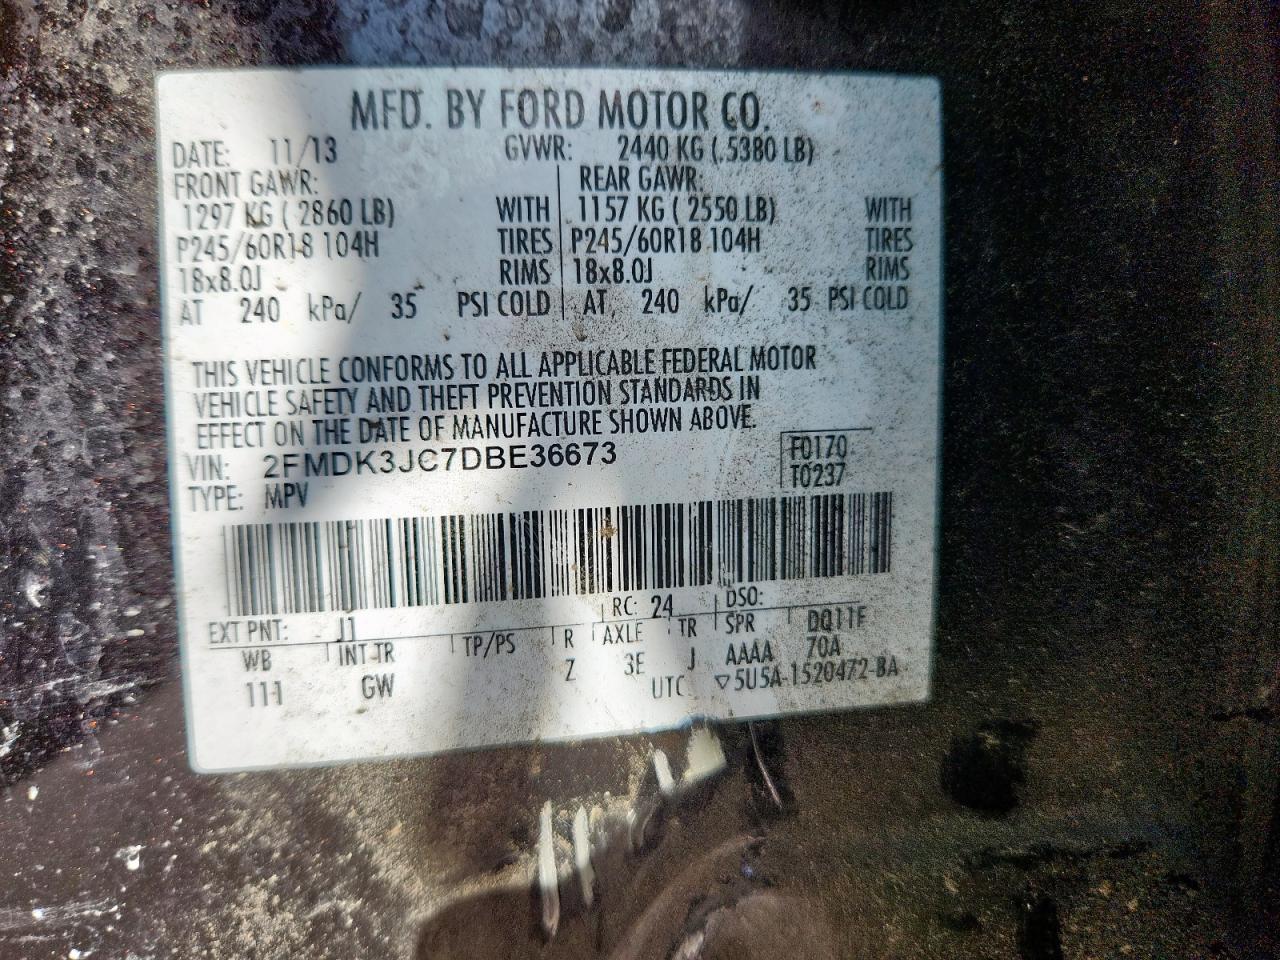 MFD. BY FORD MOTOR CO.
DATE: 11/13 GVWR: 2440 KG (.5380 LB)
FRONT GAWR: REAR GAWR:
1297 KG ( 2860 LB) WITH 1157 KG ( 2550 LB) WITH
P245/60R18 104H TIRES P245/60R18 104H TIRES
18x8.0J RIMS 18x8.0J RIMS
AT 240 kPa/ 35 PSI COLD AT 240 kPa/ 35 PSI COLD
THIS VEHICLE CONFORMS TO ALL APPLICABLE FEDERAL MOTOR
VEHICLE SAFETY AND THEFT PREVENTION STANDARDS IN
EFFECT ON THE DATE OF MANUFACTURE SHOWN ABOVE.
VIN: 2FMDK3JC7DBE36673 F0170
TYPE: MPV T0237
EXT PNT: J1 RC: 24 DSO:
WB INT TR TP/PS R AXLE TR SPR DQ11F
111 GW Z 3E J AAAA 70A
UTC ▽5U5A-1520472-BA